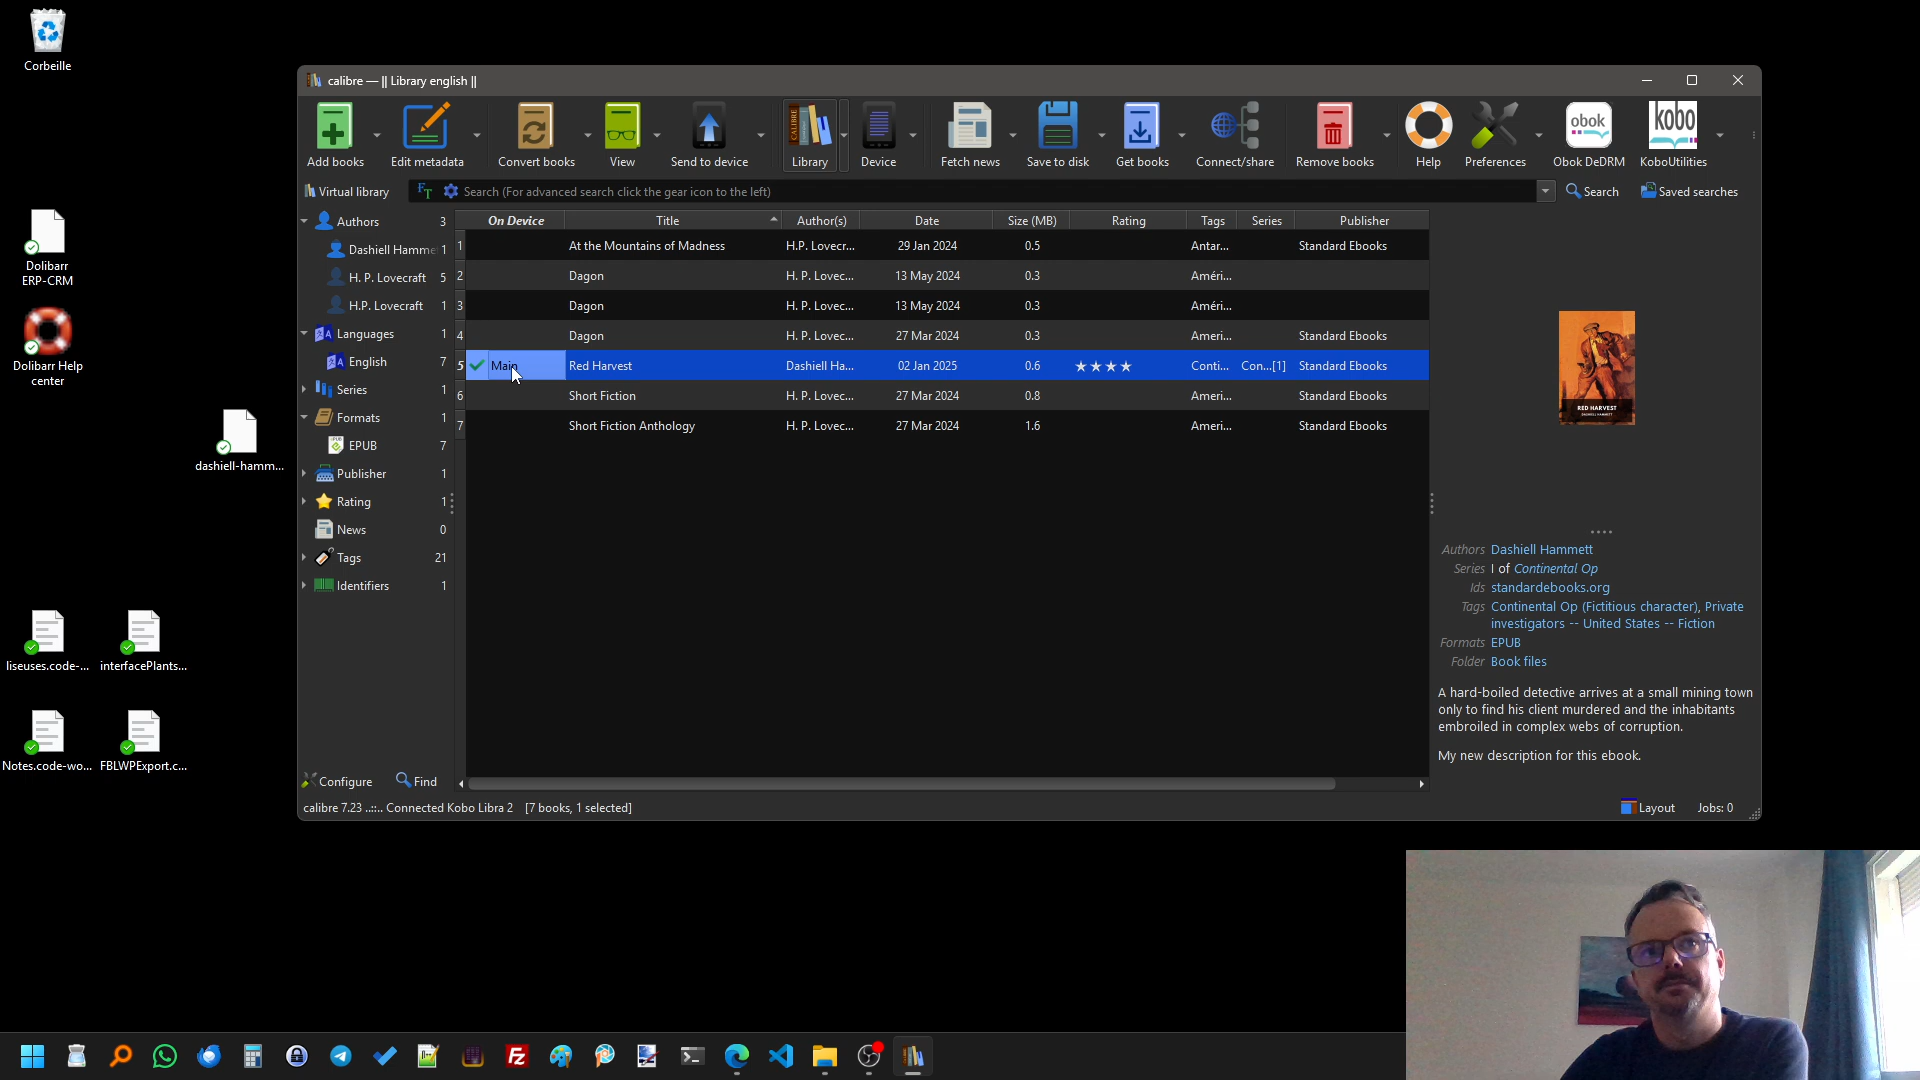 Corbeille
Dolibarr
ERP-CRM
Dolibarr Help
center
dashiell-hamm...
liseuses.code-...
interfacePlants...
Notes.code-wo...
FBLWPExport.c...
calibre — || Library english ||
Add books
Edit metadata
Convert books
View
Send to device
CALIBRE
Library
Device
Fetch news
Save to disk
Get books
Connect/share
Remove books
Help
Preferences
obok
Obok DeDRM
kobo
KoboUtilities
Virtual library
FT
Search (For advanced search click the gear icon to the left)
Search
Saved searches
Authors 3
Dashiell Hamme 1
H. P. Lovecraft 5
H.P. Lovecraft 1
Languages 1
English 7
Series 1
Formats 1
EPUB 7
Publisher 1
Rating 1
News 0
Tags 21
Identifiers 1
Configure
Find
On Device Title Author(s) Date Size (MB) Rating Tags Series Publisher
1 At the Mountains of Madness H.P. Lovecr... 29 Jan 2024 0.5 Antar... Standard Ebooks
2 Dagon H. P. Lovec... 13 May 2024 0.3 Améri...
3 Dagon H. P. Lovec... 13 May 2024 0.3 Améri...
4 Dagon H. P. Lovec... 27 Mar 2024 0.3 Ameri... Standard Ebooks
5 Main Red Harvest Dashiell Ha... 02 Jan 2025 0.6 ★★★★ Conti... Con...[1] Standard Ebooks
6 Short Fiction H. P. Lovec... 27 Mar 2024 0.8 Ameri... Standard Ebooks
7 Short Fiction Anthology H. P. Lovec... 27 Mar 2024 1.6 Ameri... Standard Ebooks
RED HARVEST
DASHIELL HAMMETT
Authors Dashiell Hammett
Series I of Continental Op
Ids standardebooks.org
Tags Continental Op (Fictitious character), Private
investigators -- United States -- Fiction
Formats EPUB
Folder Book files
A hard-boiled detective arrives at a small mining town
only to find his client murdered and the inhabitants
embroiled in complex webs of corruption.
My new description for this ebook.
calibre 7.23 ..::.. Connected Kobo Libra 2 [7 books, 1 selected]
Layout
Jobs: 0
Fz